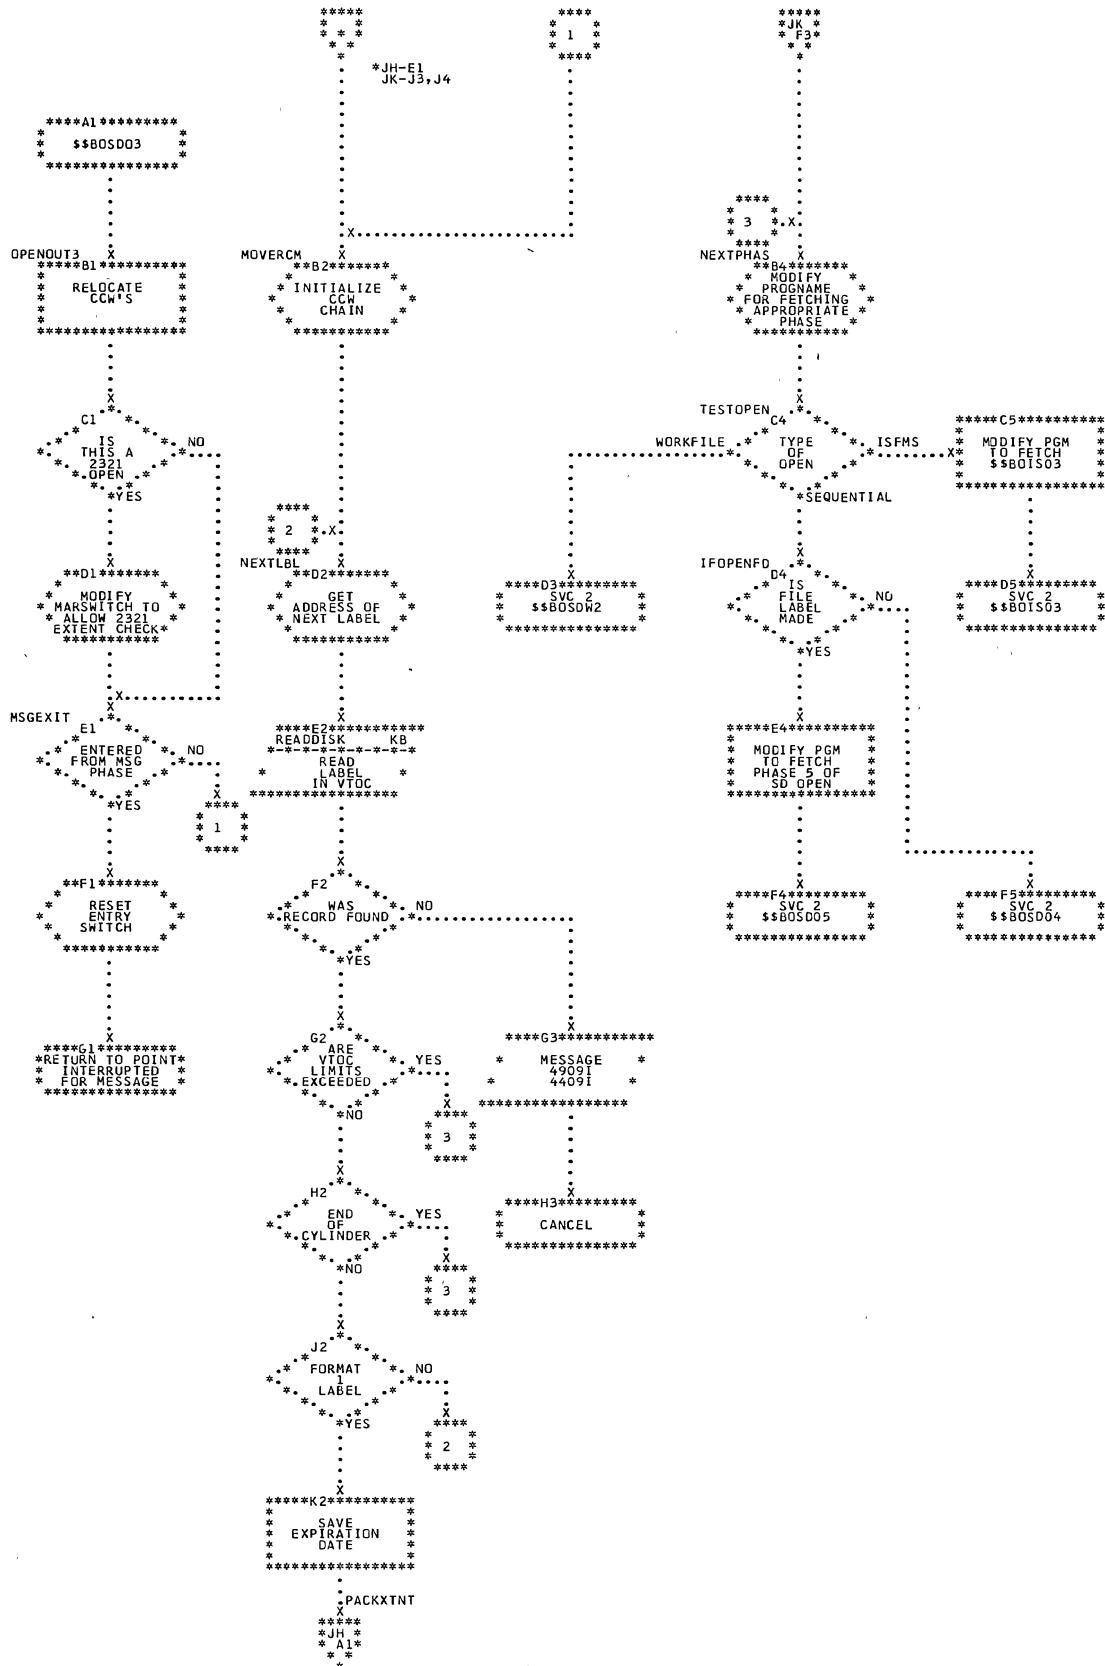 1
JK
F3
*JH-E1
JK-J3,J4
A1
$$BOSDO3
3
OPENOUT3
B1
RELOCATE
CCW'S
MOVERCM
B2
INITIALIZE
CCW
CHAIN
NEXTPHAS
B4
MODIFY
PROGNAME
FOR FETCHING
APPROPRIATE
PHASE
C1
IS
THIS A
2321
OPEN
NO
YES
TESTOPEN
C4
TYPE
OF
OPEN
WORKFILE
ISFMS
SEQUENTIAL
C5
MODIFY PGM
TO FETCH
$$BOIS03
2
D1
MODIFY
MARSWITCH TO
ALLOW 2321
EXTENT CHECK
NEXTLBL
D2
GET
ADDRESS OF
NEXT LABEL
D3
SVC 2
$$BOSDW2
IFOPENFD
D4
IS
FILE
LABEL
MADE
NO
YES
D5
SVC 2
$$BOIS03
MSGEXIT
E1
ENTERED
FROM MSG
PHASE
NO
YES
1
E2
READDISK KB
READ
LABEL
IN VTOC
E4
MODIFY PGM
TO FETCH
PHASE 5 OF
SD OPEN
F1
RESET
ENTRY
SWITCH
F2
WAS
RECORD FOUND
NO
YES
F4
SVC 2
$$BOSDO5
F5
SVC 2
$$BOSDO4
G1
RETURN TO POINT
INTERRUPTED
FOR MESSAGE
G2
ARE
VTOC
LIMITS
EXCEEDED
YES
NO
3
G3
MESSAGE
4909I
4409I
H2
END
OF
CYLINDER
YES
NO
3
H3
CANCEL
J2
FORMAT
1
LABEL
NO
YES
2
K2
SAVE
EXPIRATION
DATE
PACKXTNT
JH
A1